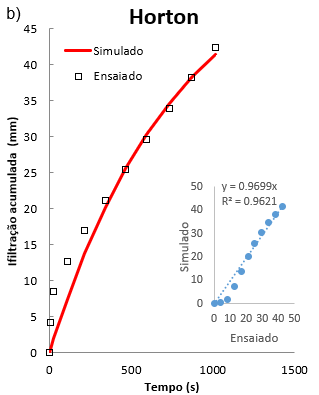 b)
Horton
Simulado
Ensaiado
Infiltração acumulada (mm)
45
40
35
30
25
20
15
10
5
0
0 500 1000 1500
Tempo (s)
y = 0.9699x
R² = 0.9621
Simulado
50
40
30
20
10
0
0 10 20 30 40 50
Ensaiado